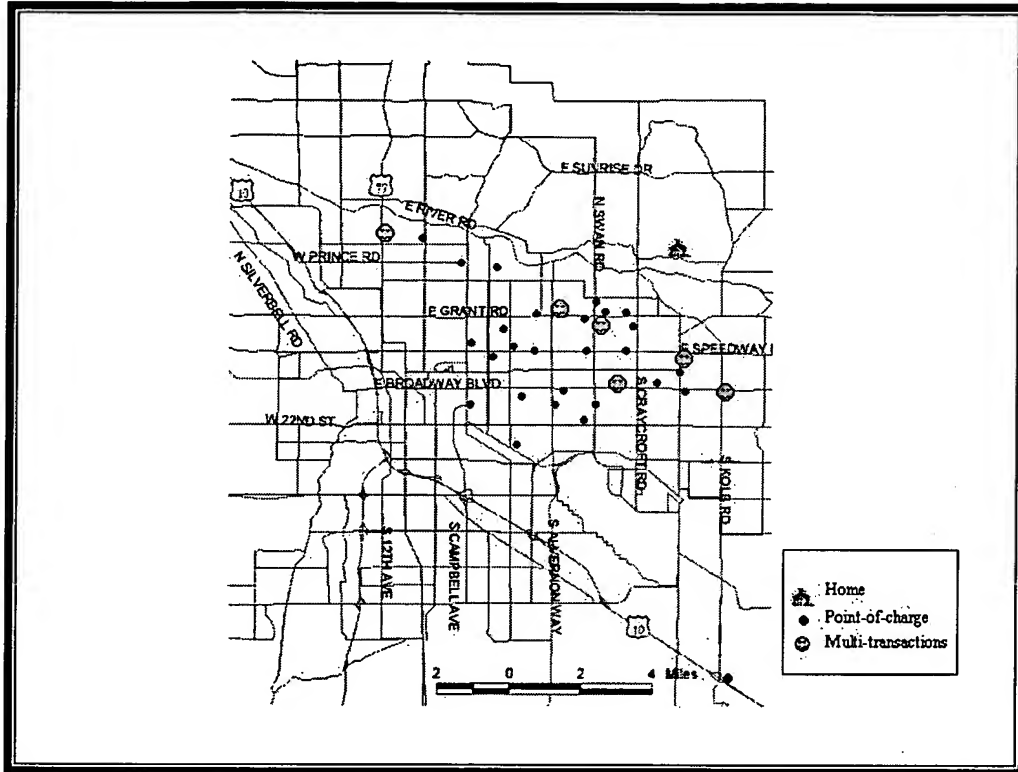 E SUNRISE DR
10
77
E RIVER RD
N SWAN RD
W PRINCE RD
N SILVERBELL RD
E GRANT RD
E SPEEDWAY
E BROADWAY BLVD
S CRAYCROFT RD
W 22ND ST
S KOLB RD
S 12TH AVE
S CAMPBELL AVE
S ALVERNON WAY
10
2 0 2 4 Miles
Home
Point-of-charge
Multi-transactions